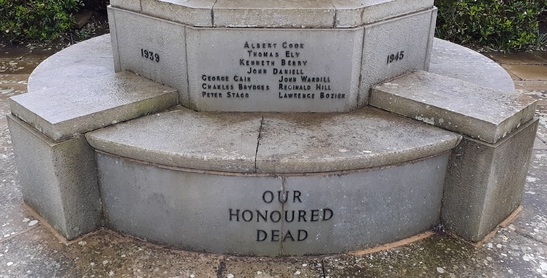 1939
ALBERT COOK
THOMAS ELY
KENNETH BERRY
JOHN DARIELL
GEORGE CAIN JOHN WARDILL
CHARLES BRYDGES REGINALD HILL
PETER STAGG LAWRENCE BOZIER
1945
OUR
HONOURED
DEAD